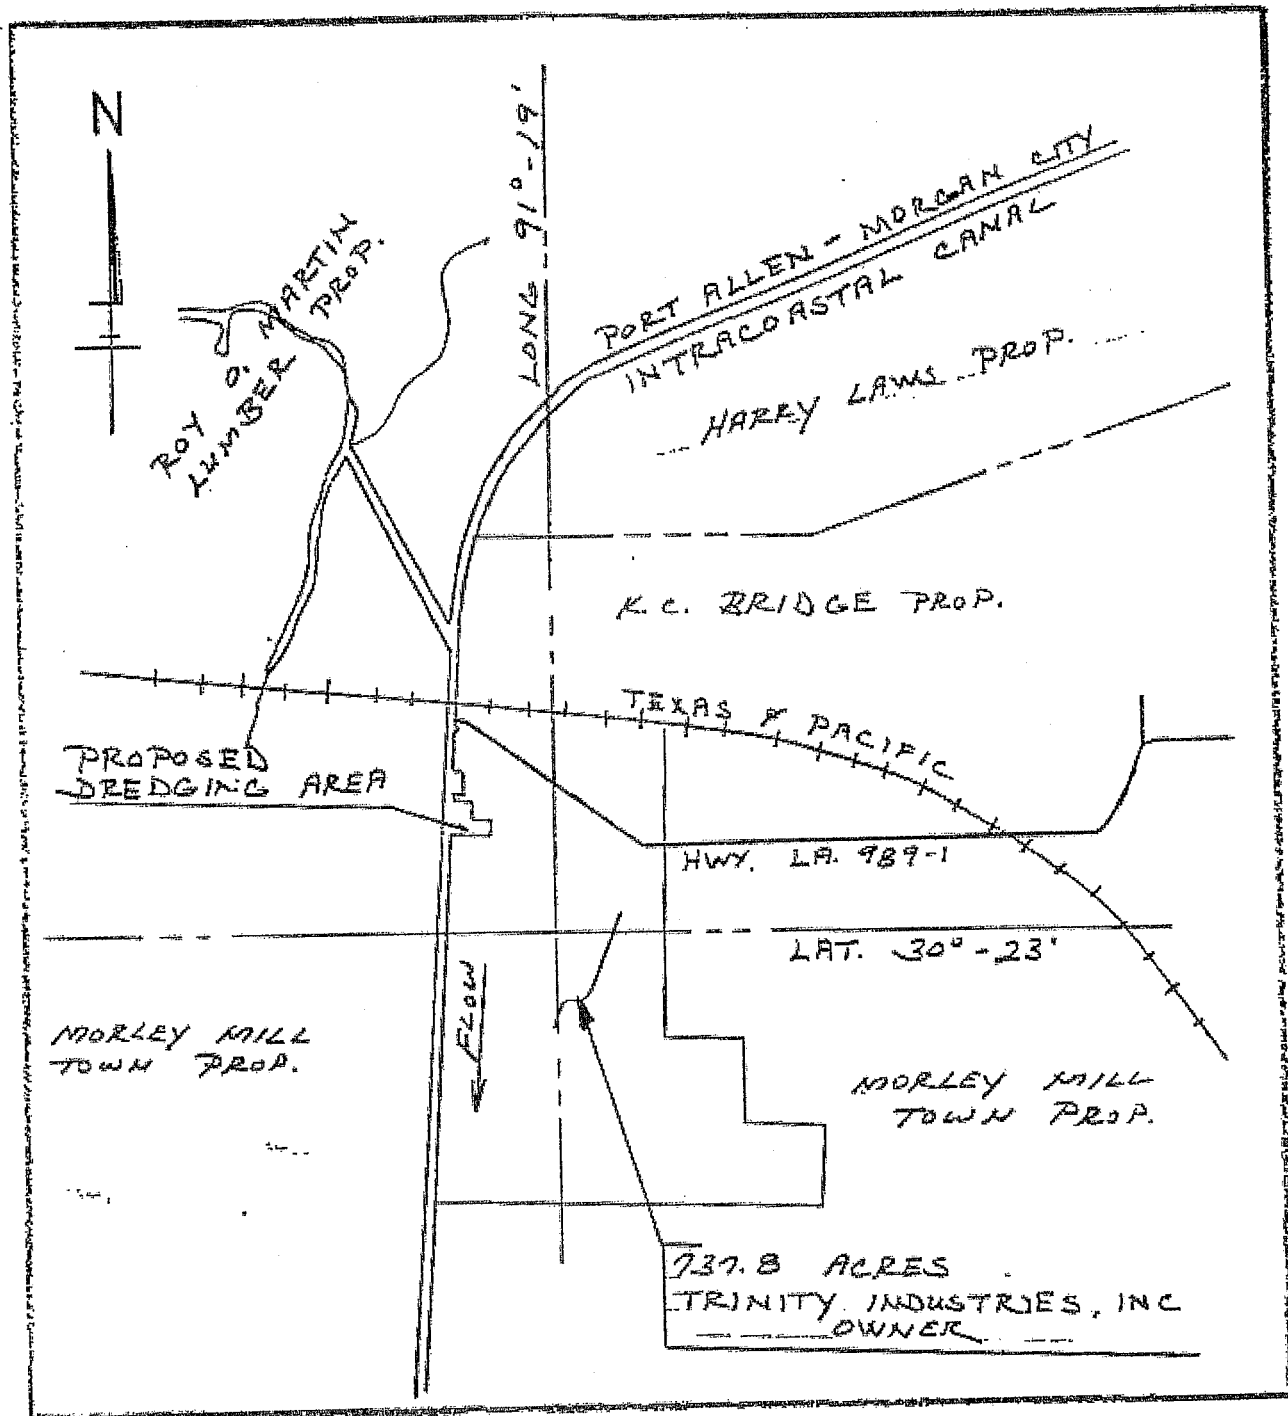 N
LONG 91°-19'
PORT ALLEN - MORGAN CITY
INTRACOASTAL CANAL
ROY O. MARTIN
LUMBER PROP.
HARRY LAWS PROP.
K.C. BRIDGE PROP.
TEXAS & PACIFIC
PROPOSED
DREDGING AREA
HWY. LA. 989-1
LAT. 30°-23'
FLOW
MORLEY MILL
TOWN PROP.
MORLEY MILL
TOWN PROP.
737.8 ACRES
TRINITY INDUSTRIES, INC
OWNER